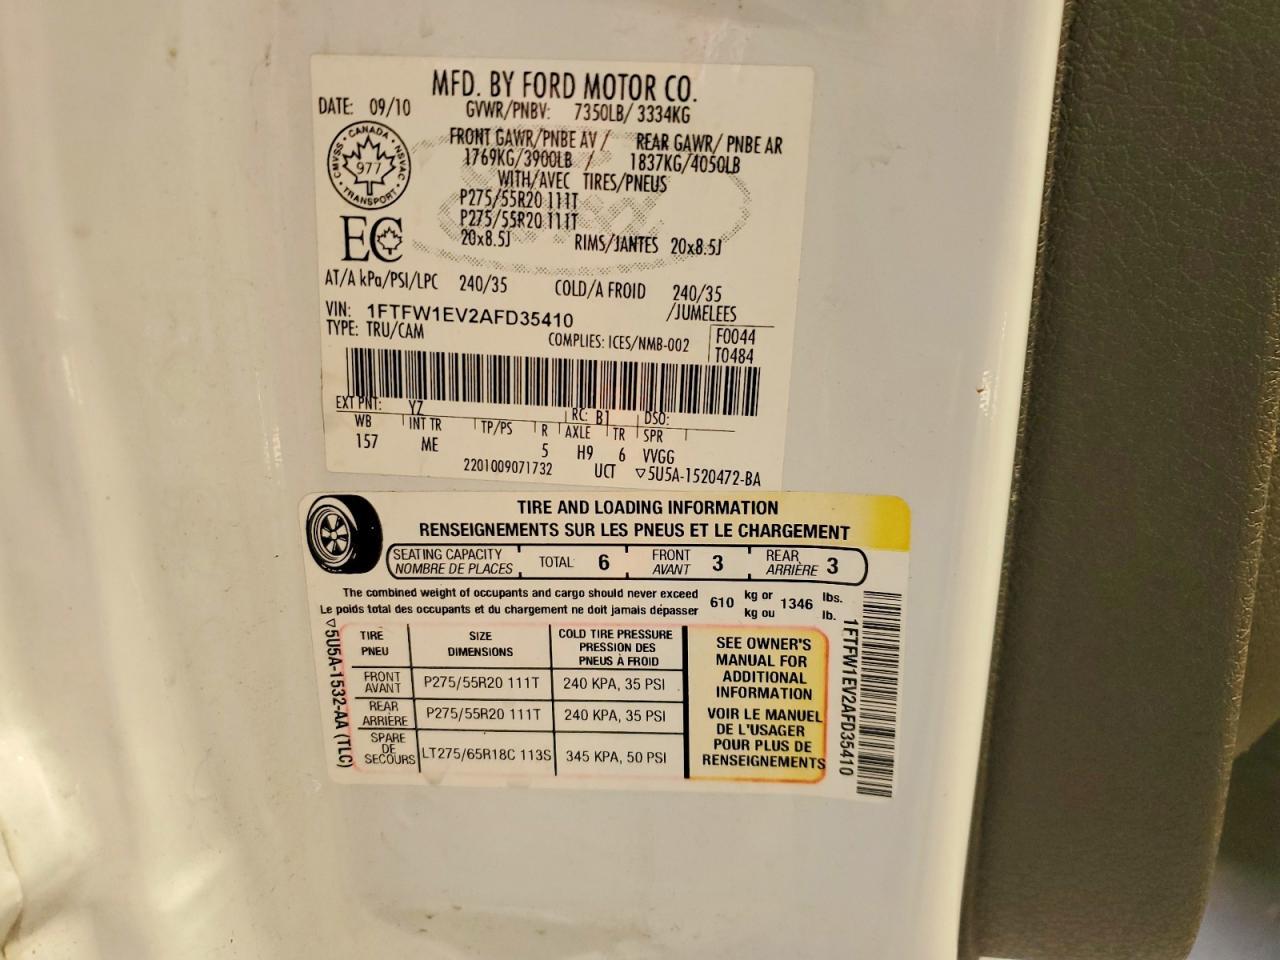 MFD. BY FORD MOTOR CO.
DATE: 09/10
GVWR/PNBV: 7350LB/ 3334KG
FRONT GAWR/PNBE AV / REAR GAWR/ PNBE AR
1769KG/3900LB / 1837KG/4050LB
WITH/AVEC TIRES/PNEUS
P275/55R20 111T
P275/55R20 111T
20x8.5J RIMS/JANTES 20x8.5J
CANADA
CMVSS NSVAC
977
TRANSPORT
EC
AT/A kPa/PSI/LPC 240/35 COLD/A FROID 240/35
/JUMELEES
VIN: 1FTFW1EV2AFD35410
TYPE: TRU/CAM
COMPLIES: ICES/NMB-002
F0044
T0484
EXT PNT: YZ RC: B1 DSO:
WB INT TR TP/PS R AXLE TR SPR
157 ME 5 H9 6 VVGG
2201009071732 UCT ▽5U5A-1520472-BA
TIRE AND LOADING INFORMATION
RENSEIGNEMENTS SUR LES PNEUS ET LE CHARGEMENT
SEATING CAPACITY
NOMBRE DE PLACES
TOTAL 6
FRONT
AVANT 3
REAR
ARRIÈRE 3
The combined weight of occupants and cargo should never exceed
Le poids total des occupants et du chargement ne doit jamais dépasser
610 kg or
kg ou 1346 lbs.
lb.
TIRE
PNEU
SIZE
DIMENSIONS
COLD TIRE PRESSURE
PRESSION DES
PNEUS À FROID
FRONT
AVANT
P275/55R20 111T 240 KPA, 35 PSI
REAR
ARRIÈRE
P275/55R20 111T 240 KPA, 35 PSI
SPARE
DE
SECOURS
LT275/65R18C 113S 345 KPA, 50 PSI
SEE OWNER'S
MANUAL FOR
ADDITIONAL
INFORMATION
VOIR LE MANUEL
DE L'USAGER
POUR PLUS DE
RENSEIGNEMENTS
▽5U5A-1532-AA (TLC)
1FTFW1EV2AFD35410